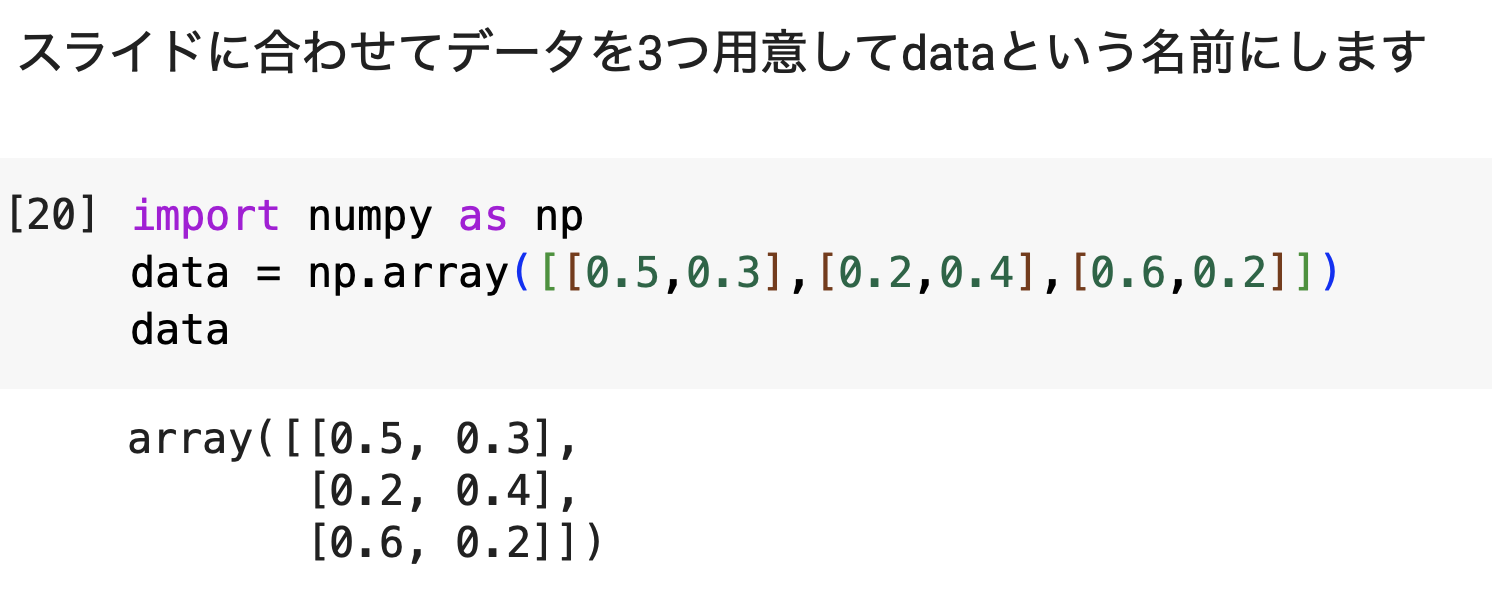 スライドに合わせてデータを3つ用意してdataという名前にします
[20] import numpy as np
data = np.array([[0.5,0.3],[0.2,0.4],[0.6,0.2]])
data
array([[0.5, 0.3],
[0.2, 0.4],
[0.6, 0.2]])